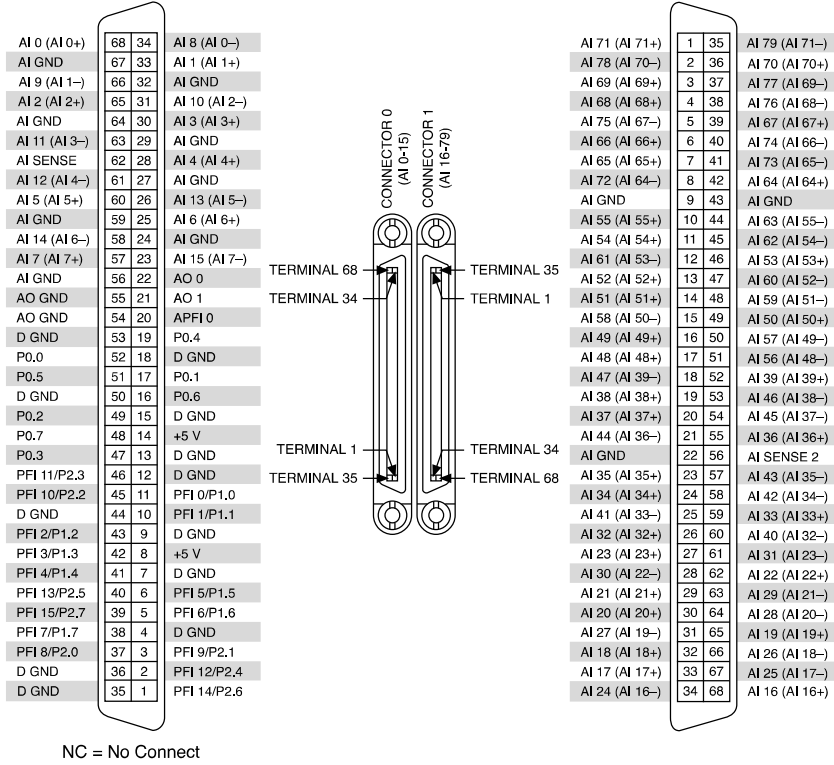 AI 0 (AI 0+) 68 34 AI 8 (AI 0–)
AI GND 67 33 AI 1 (AI 1+)
AI 9 (AI 1–) 66 32 AI GND
AI 2 (AI 2+) 65 31 AI 10 (AI 2–)
AI GND 64 30 AI 3 (AI 3+)
AI 11 (AI 3–) 63 29 AI GND
AI SENSE 62 28 AI 4 (AI 4+)
AI 12 (AI 4–) 61 27 AI GND
AI 5 (AI 5+) 60 26 AI 13 (AI 5–)
AI GND 59 25 AI 6 (AI 6+)
AI 14 (AI 6–) 58 24 AI GND
AI 7 (AI 7+) 57 23 AI 15 (AI 7–)
AI GND 56 22 AO 0
AO GND 55 21 AO 1
AO GND 54 20 APFI 0
D GND 53 19 P0.4
P0.0 52 18 D GND
P0.5 51 17 P0.1
D GND 50 16 P0.6
P0.2 49 15 D GND
P0.7 48 14 +5 V
P0.3 47 13 D GND
PFI 11/P2.3 46 12 D GND
PFI 10/P2.2 45 11 PFI 0/P1.0
D GND 44 10 PFI 1/P1.1
PFI 2/P1.2 43 9 D GND
PFI 3/P1.3 42 8 +5 V
PFI 4/P1.4 41 7 D GND
PFI 13/P2.5 40 6 PFI 5/P1.5
PFI 15/P2.7 39 5 PFI 6/P1.6
PFI 7/P1.7 38 4 D GND
PFI 8/P2.0 37 3 PFI 9/P2.1
D GND 36 2 PFI 12/P2.4
D GND 35 1 PFI 14/P2.6
NC = No Connect
CONNECTOR 0
(AI 0-15)
CONNECTOR 1
(AI 16-79)
TERMINAL 68
TERMINAL 35
TERMINAL 34
TERMINAL 1
TERMINAL 1
TERMINAL 34
TERMINAL 35
TERMINAL 68
AI 71 (AI 71+) 1 35 AI 79 (AI 71–)
AI 78 (AI 70–) 2 36 AI 70 (AI 70+)
AI 69 (AI 69+) 3 37 AI 77 (AI 69–)
AI 68 (AI 68+) 4 38 AI 76 (AI 68–)
AI 75 (AI 67–) 5 39 AI 67 (AI 67+)
AI 66 (AI 66+) 6 40 AI 74 (AI 66–)
AI 65 (AI 65+) 7 41 AI 73 (AI 65–)
AI 72 (AI 64–) 8 42 AI 64 (AI 64+)
AI GND 9 43 AI GND
AI 55 (AI 55+) 10 44 AI 63 (AI 55–)
AI 54 (AI 54+) 11 45 AI 62 (AI 54–)
AI 61 (AI 53–) 12 46 AI 53 (AI 53+)
AI 52 (AI 52+) 13 47 AI 60 (AI 52–)
AI 51 (AI 51+) 14 48 AI 59 (AI 51–)
AI 58 (AI 50–) 15 49 AI 50 (AI 50+)
AI 49 (AI 49+) 16 50 AI 57 (AI 49–)
AI 48 (AI 48+) 17 51 AI 56 (AI 48–)
AI 47 (AI 39–) 18 52 AI 39 (AI 39+)
AI 38 (AI 38+) 19 53 AI 46 (AI 38–)
AI 37 (AI 37+) 20 54 AI 45 (AI 37–)
AI 44 (AI 36–) 21 55 AI 36 (AI 36+)
AI GND 22 56 AI SENSE 2
AI 35 (AI 35+) 23 57 AI 43 (AI 35–)
AI 34 (AI 34+) 24 58 AI 42 (AI 34–)
AI 41 (AI 33–) 25 59 AI 33 (AI 33+)
AI 32 (AI 32+) 26 60 AI 40 (AI 32–)
AI 23 (AI 23+) 27 61 AI 31 (AI 23–)
AI 30 (AI 22–) 28 62 AI 22 (AI 22+)
AI 21 (AI 21+) 29 63 AI 29 (AI 21–)
AI 20 (AI 20+) 30 64 AI 28 (AI 20–)
AI 27 (AI 19–) 31 65 AI 19 (AI 19+)
AI 18 (AI 18+) 32 66 AI 26 (AI 18–)
AI 17 (AI 17+) 33 67 AI 25 (AI 17–)
AI 24 (AI 16–) 34 68 AI 16 (AI 16+)